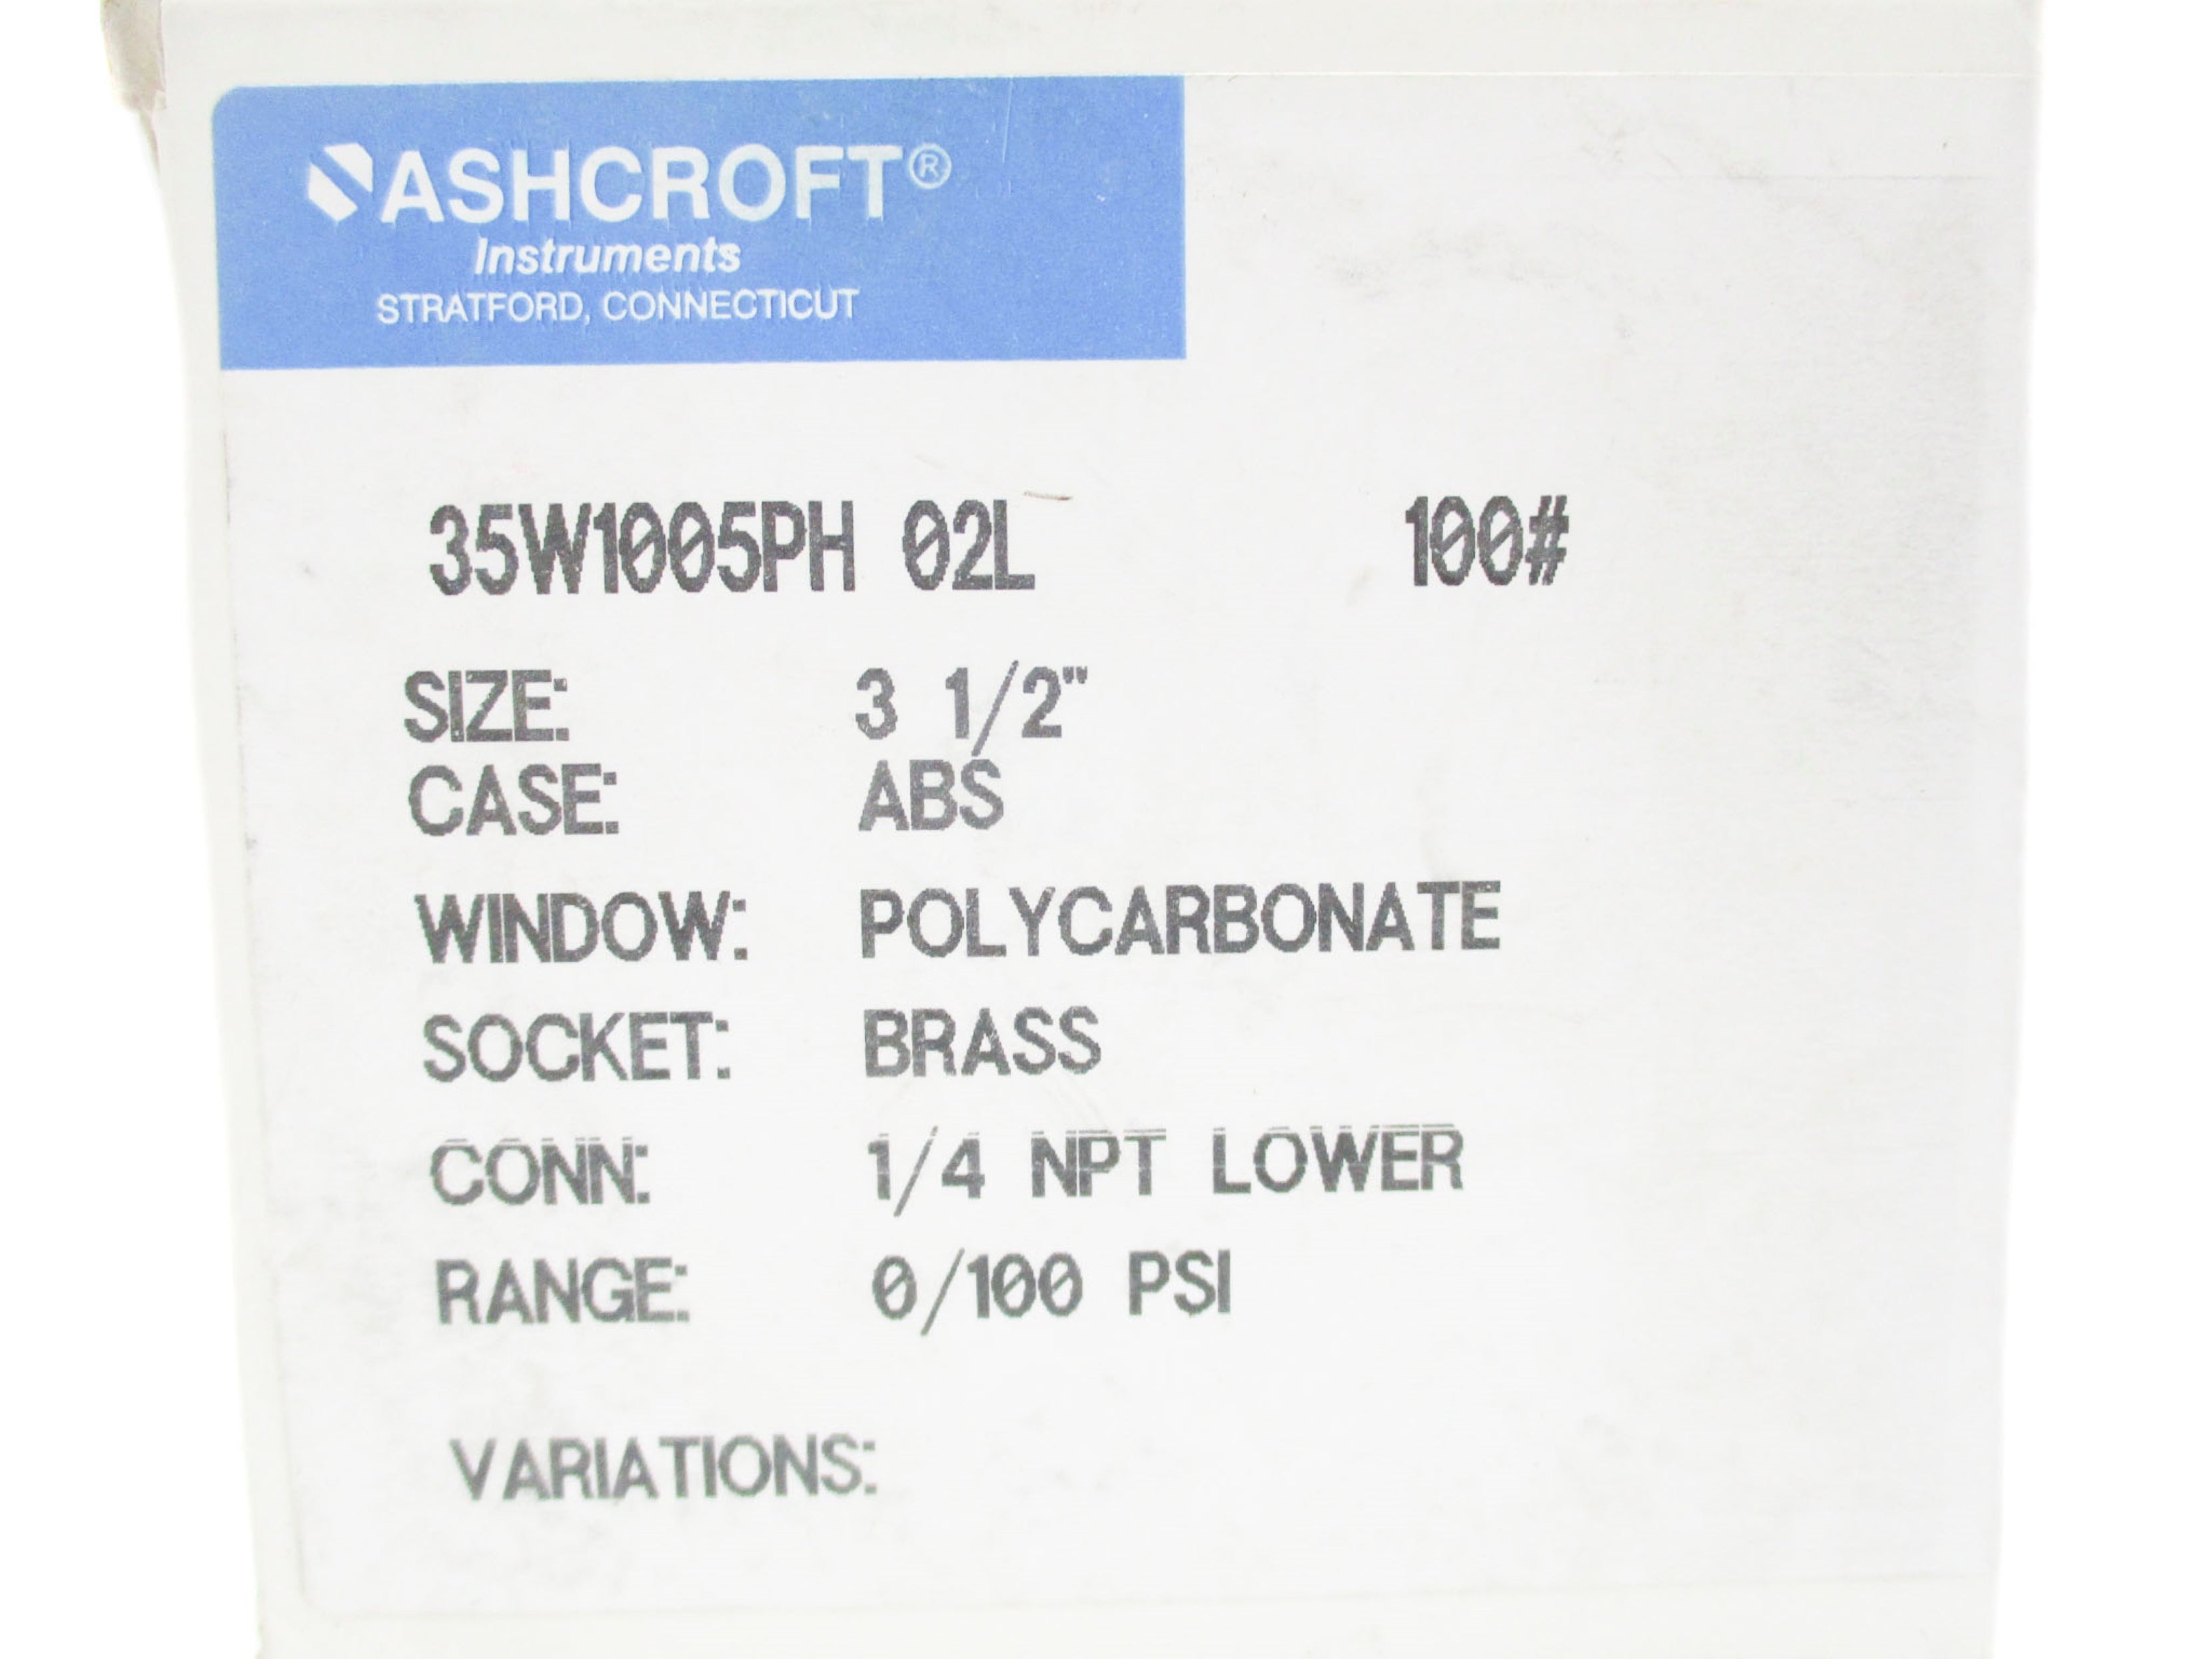 ASHCROFT®
Instruments
STRATFORD, CONNECTICUT
35W1005PH 02L 100#
SIZE: 3 1/2"
CASE: ABS
WINDOW: POLYCARBONATE
SOCKET: BRASS
CONN: 1/4 NPT LOWER
RANGE: 0/100 PSI
VARIATIONS: